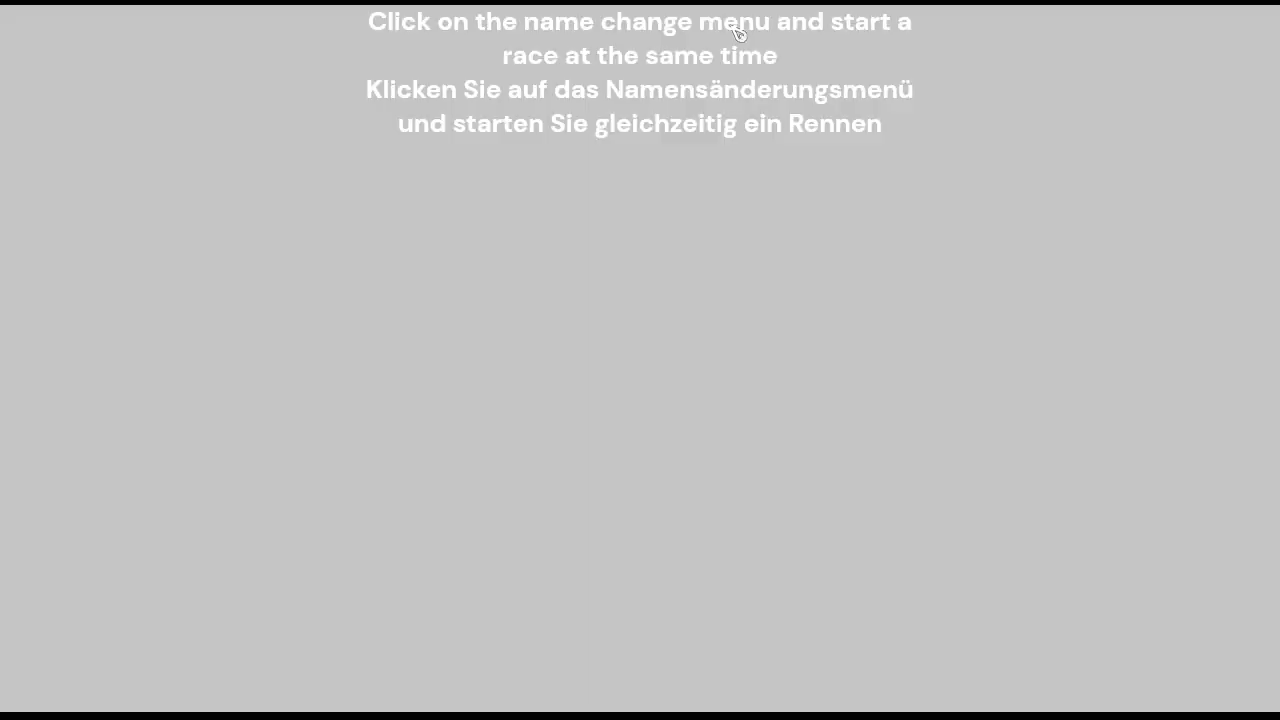 Click on the name change menu and start a
race at the same time
Klicken Sie auf das Namensänderungsmenü
und starten Sie gleichzeitig ein Rennen